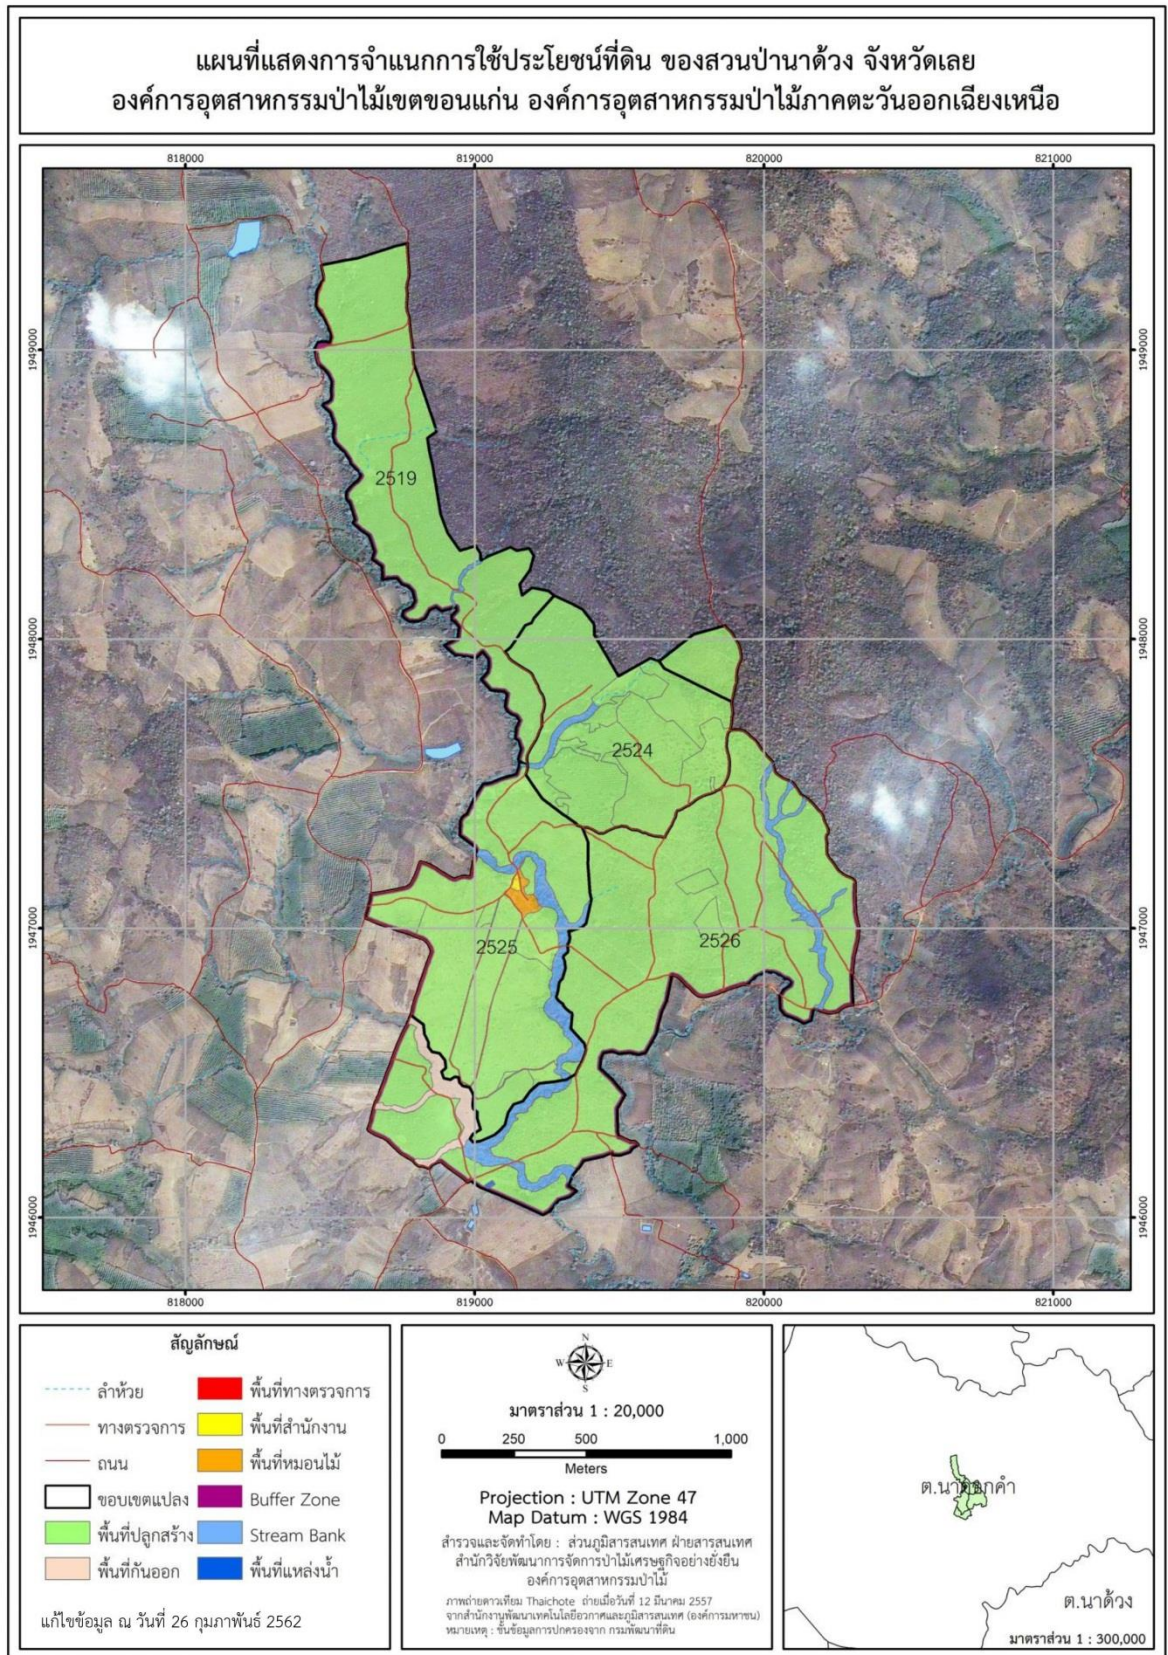 แผนที่แสดงการจำแนกการใช้ประโยชน์ที่ดิน ของสวนป่านาด้วง จังหวัดเลย
องค์การอุตสาหกรรมป่าไม้เขตขอนแก่น องค์การอุตสาหกรรมป่าไม้ภาคตะวันออกเฉียงเหนือ
818000 819000 820000 821000
1949000 1949000
2519
1948000 1948000
2524
1947000 1947000
2525 2526
1946000 1946000
818000 819000 820000 821000
สัญลักษณ์
ลำห้วย
ทางตรวจการ
ถนน
ขอบเขตแปลง
พื้นที่ปลูกสร้าง
พื้นที่กันออก
พื้นที่ทางตรวจการ
พื้นที่สำนักงาน
พื้นที่หมอนไม้
Buffer Zone
Stream Bank
พื้นที่แหล่งน้ำ
แก้ไขข้อมูล ณ วันที่ 26 กุมภาพันธ์ 2562
N
W E
S
มาตราส่วน 1 : 20,000
0 250 500 1,000
Meters
Projection : UTM Zone 47
Map Datum : WGS 1984
สำรวจและจัดทำโดย : ส่วนภูมิสารสนเทศ ฝ่ายสารสนเทศ
สำนักวิจัยพัฒนาการจัดการป่าไม้เศรษฐกิจอย่างยั่งยืน
องค์การอุตสาหกรรมป่าไม้
ภาพถ่ายดาวเทียม Thaichote ถ่ายเมื่อวันที่ 12 มีนาคม 2557
จากสำนักงานพัฒนาเทคโนโลยีอวกาศและภูมิสารสนเทศ (องค์การมหาชน)
หมายเหตุ : ชั้นข้อมูลการปกครองจาก กรมพัฒนาที่ดิน
ต.นาดอกคำ
ต.นาด้วง
มาตราส่วน 1 : 300,000